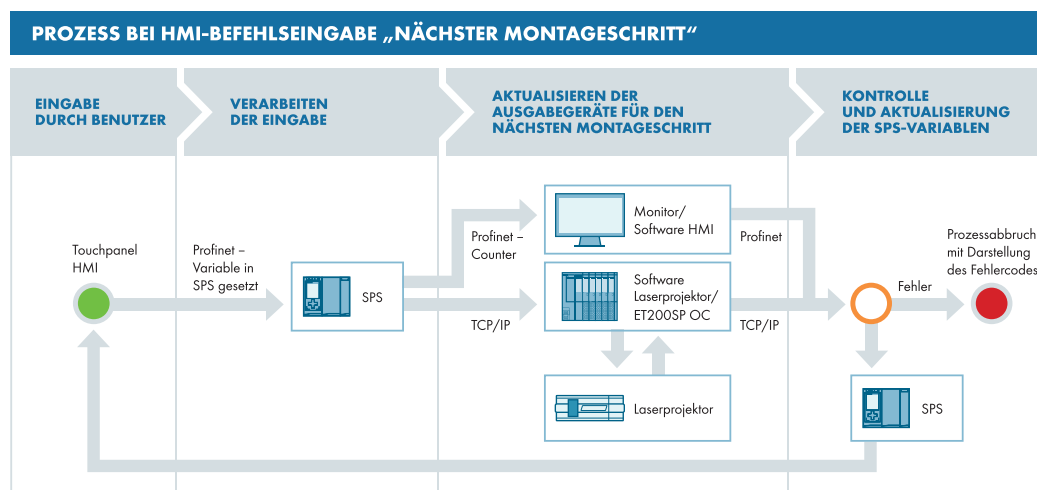 PROZESS BEI HMI-BEFEHLSEINGABE „NÄCHSTER MONTAGESCHRITT“
EINGABE
DURCH BENUTZER
VERARBEITEN
DER EINGABE
AKTUALISIEREN DER
AUSGABEGERÄTE FÜR DEN
NÄCHSTEN MONTAGESCHRITT
KONTROLLE
UND AKTUALISIERUNG
DER SPS-VARIABLEN
Touchpanel
HMI
Profinet –
Variable in
SPS gesetzt
SPS
Profinet –
Counter
TCP/IP
Monitor/
Software HMI
Software
Laserprojektor/
ET200SP OC
Laserprojektor
Profinet
TCP/IP
Fehler
Prozessabbruch
mit Darstellung
des Fehlercodes
SPS